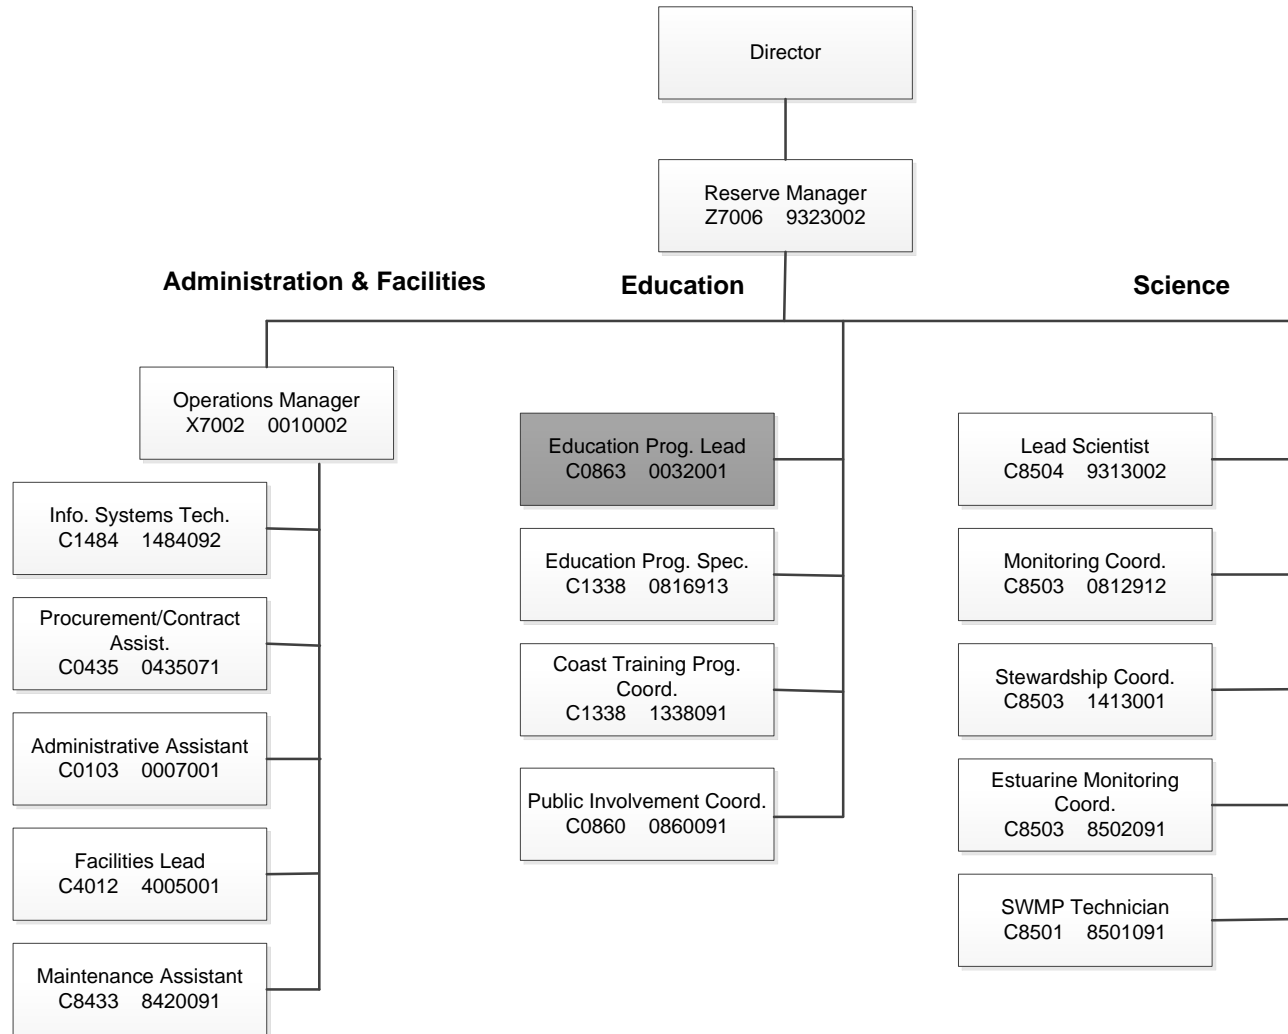 Director
Reserve Manager
Z7006 9323002
Administration & Facilities
Education
Science
Operations Manager
X7002 0010002
Info. Systems Tech.
C1484 1484092
Procurement/Contract
Assist.
C0435 0435071
Administrative Assistant
C0103 0007001
Facilities Lead
C4012 4005001
Maintenance Assistant
C8433 8420091
Education Prog. Lead
C0863 0032001
Education Prog. Spec.
C1338 0816913
Coast Training Prog.
Coord.
C1338 1338091
Public Involvement Coord.
C0860 0860091
Lead Scientist
C8504 9313002
Monitoring Coord.
C8503 0812912
Stewardship Coord.
C8503 1413001
Estuarine Monitoring
Coord.
C8503 8502091
SWMP Technician
C8501 8501091